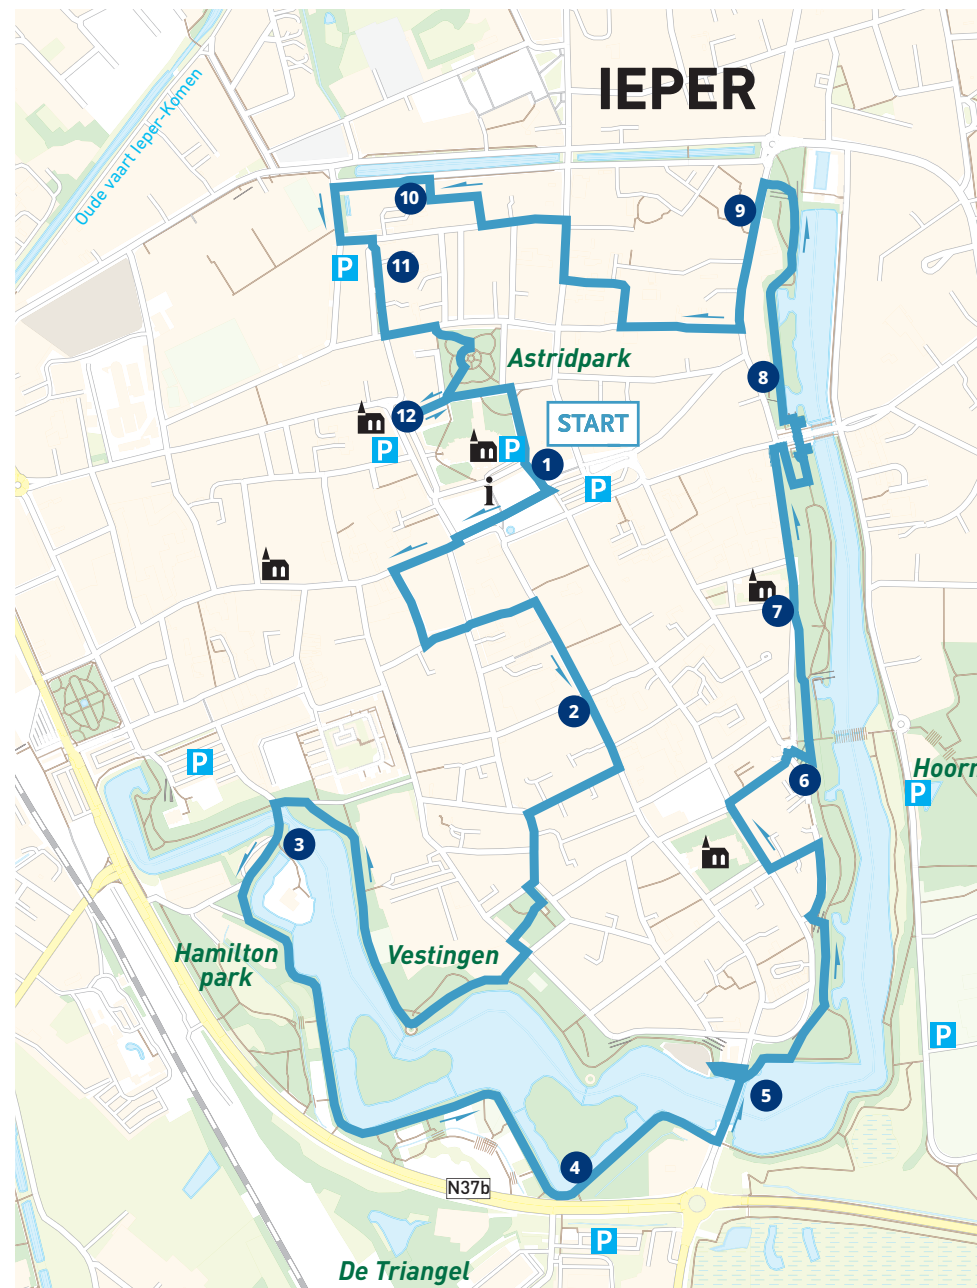 IEPER
Oude vaart Ieper-Komen
10
9
11
P
Astridpark
8
12
START
P
P
1
i
P
7
2
P
6
Hoorn
P
3
Hamilton
park
Vestingen
P
5
4
N37b
P
De Triangel